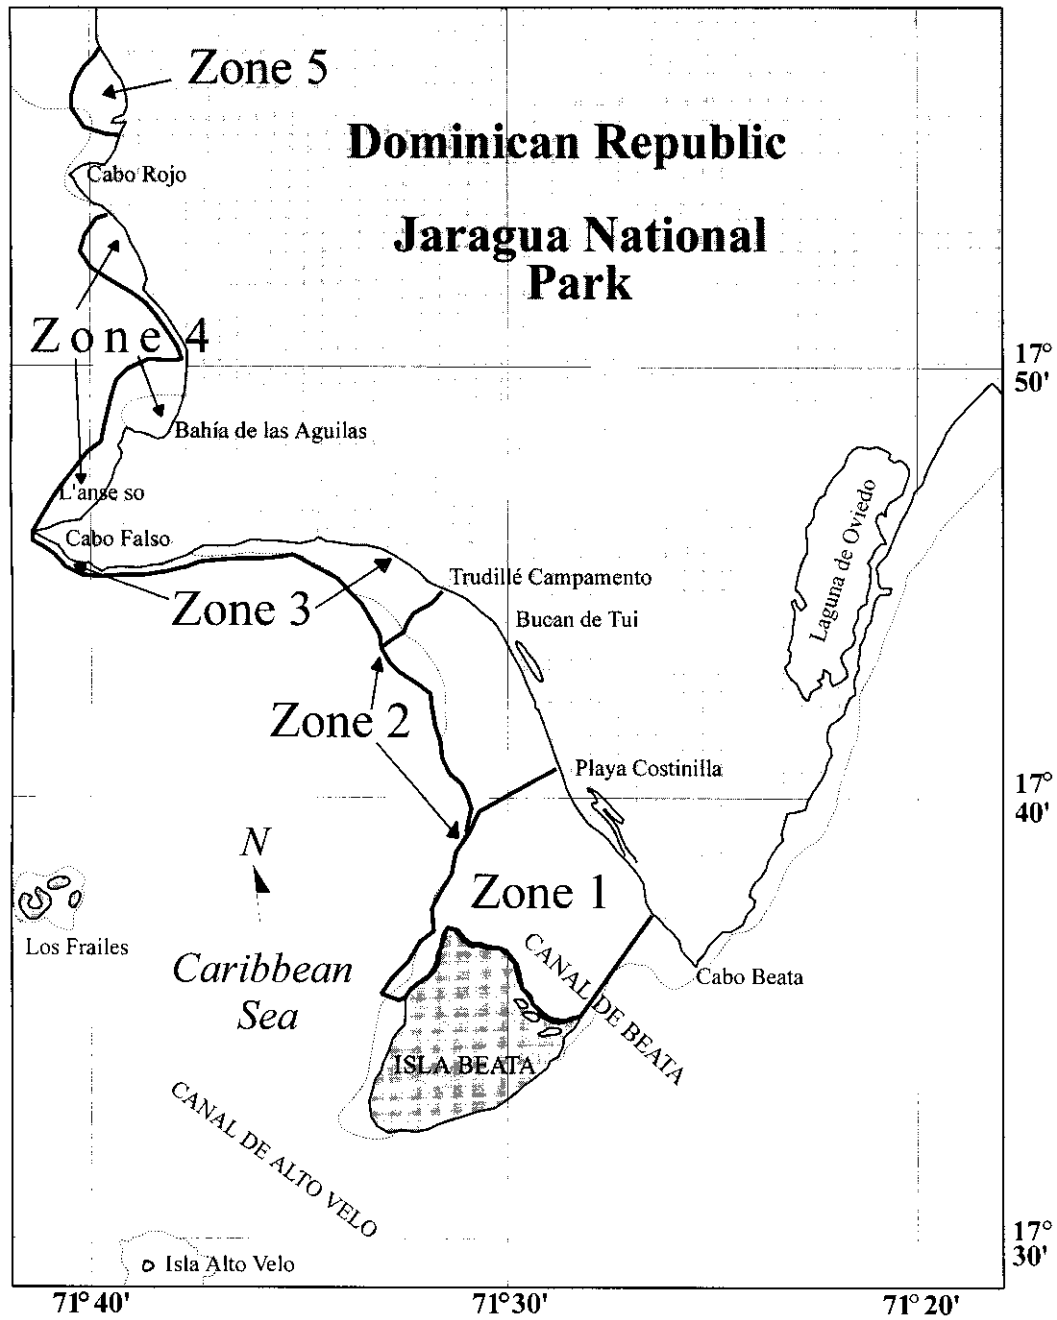 Zone 5
Dominican Republic
Cabo Rojo
Jaragua National
Park
Zone 4
17°
50'
Bahía de las Aguilas
L'anse so
Cabo Falso
Laguna de Oviedo
Trudillé Campamento
Zone 3
Bucan de Tui
Zone 2
Playa Costinilla
17°
40'
N
Zone 1
Los Frailes
Caribbean
Sea
CANAL DE BEATA
Cabo Beata
ISLA BEATA
CANAL DE ALTO VELO
17°
30'
Isla Alto Velo
71°40'
71°30'
71°20'